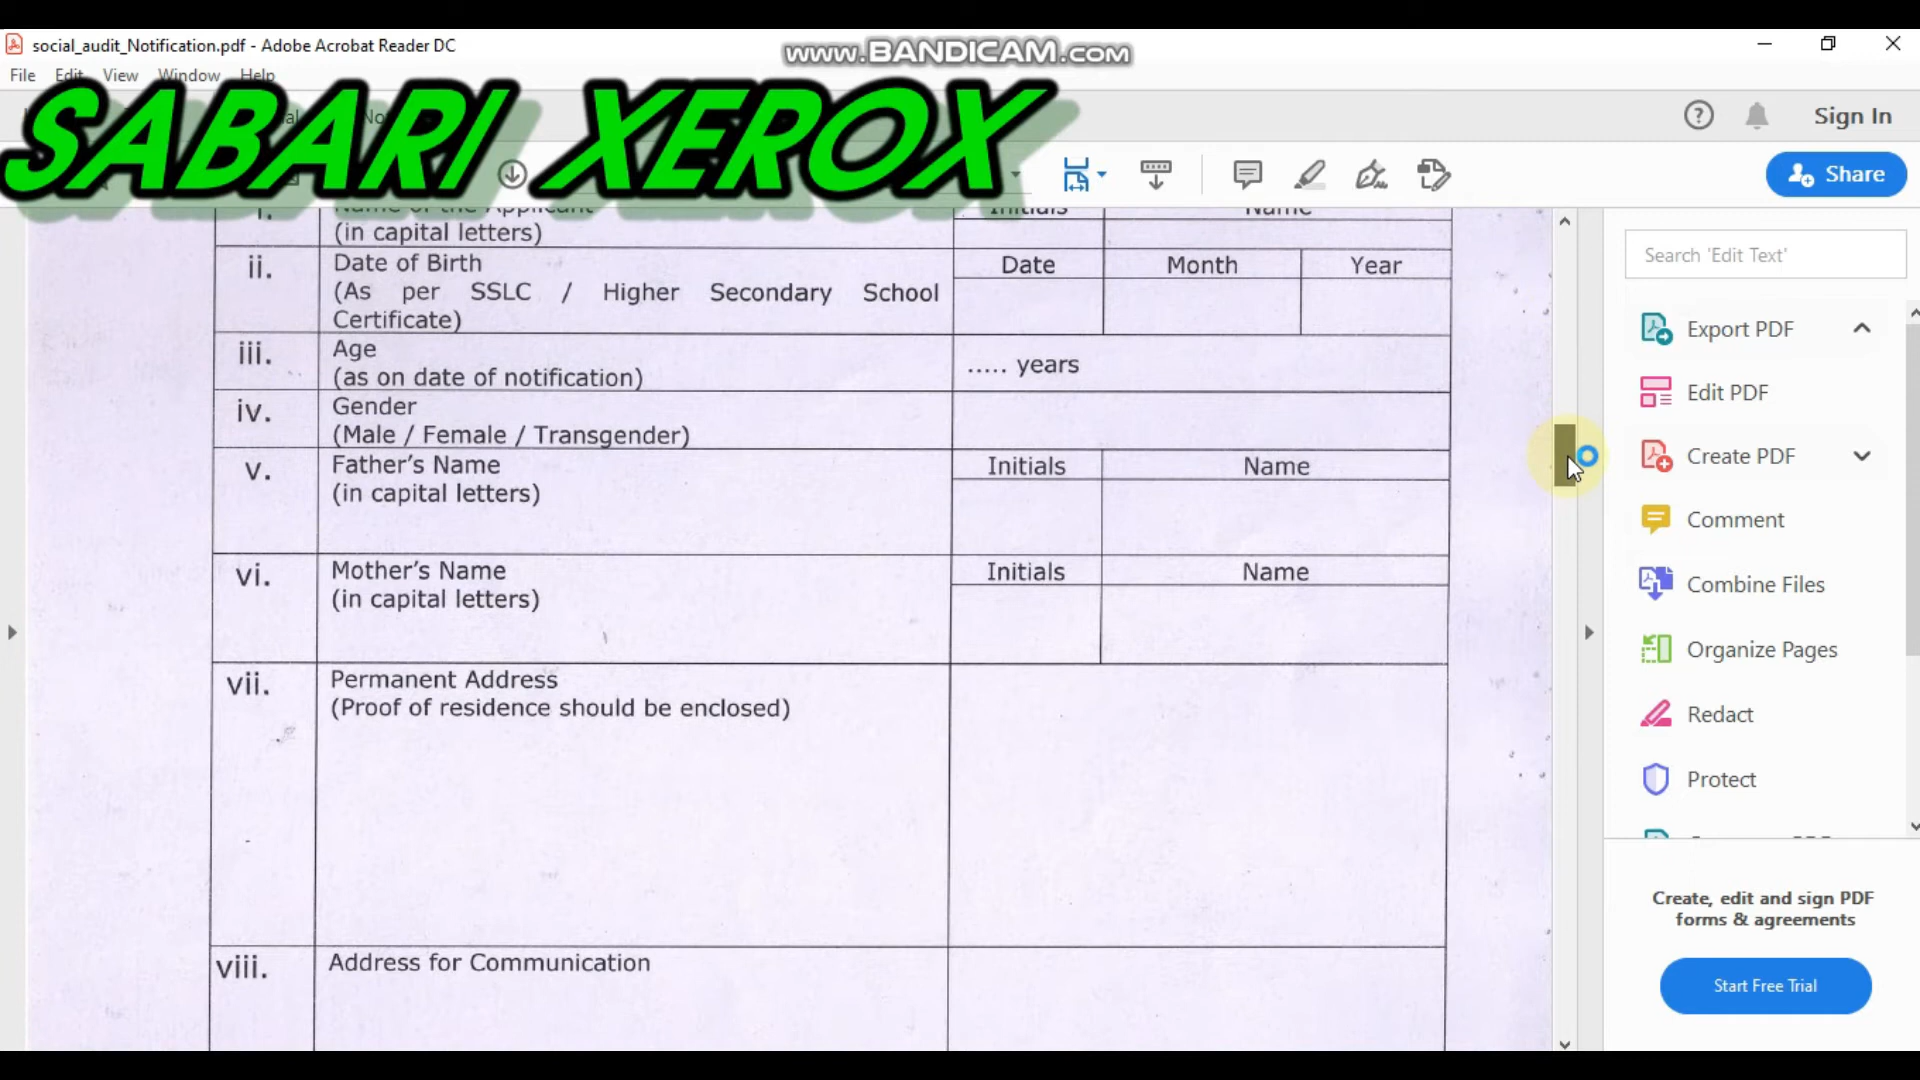 social_audit_Notification.pdf - Adobe Acrobat Reader DC
www.BANDICAM.com
File Edit View Window Help
SABARI XEROX
Sign In
Share
i. Name of the Applicant Initials Name
(in capital letters)
ii. Date of Birth Date Month Year
(As per SSLC / Higher Secondary School
Certificate)
iii. Age
(as on date of notification)
..... years
iv. Gender
(Male / Female / Transgender)
v. Father's Name Initials Name
(in capital letters)
vi. Mother's Name Initials Name
(in capital letters)
vii. Permanent Address
(Proof of residence should be enclosed)
viii. Address for Communication
Search 'Edit Text'
Export PDF
Edit PDF
Create PDF
Comment
Combine Files
Organize Pages
Redact
Protect
Create, edit and sign PDF
forms & agreements
Start Free Trial